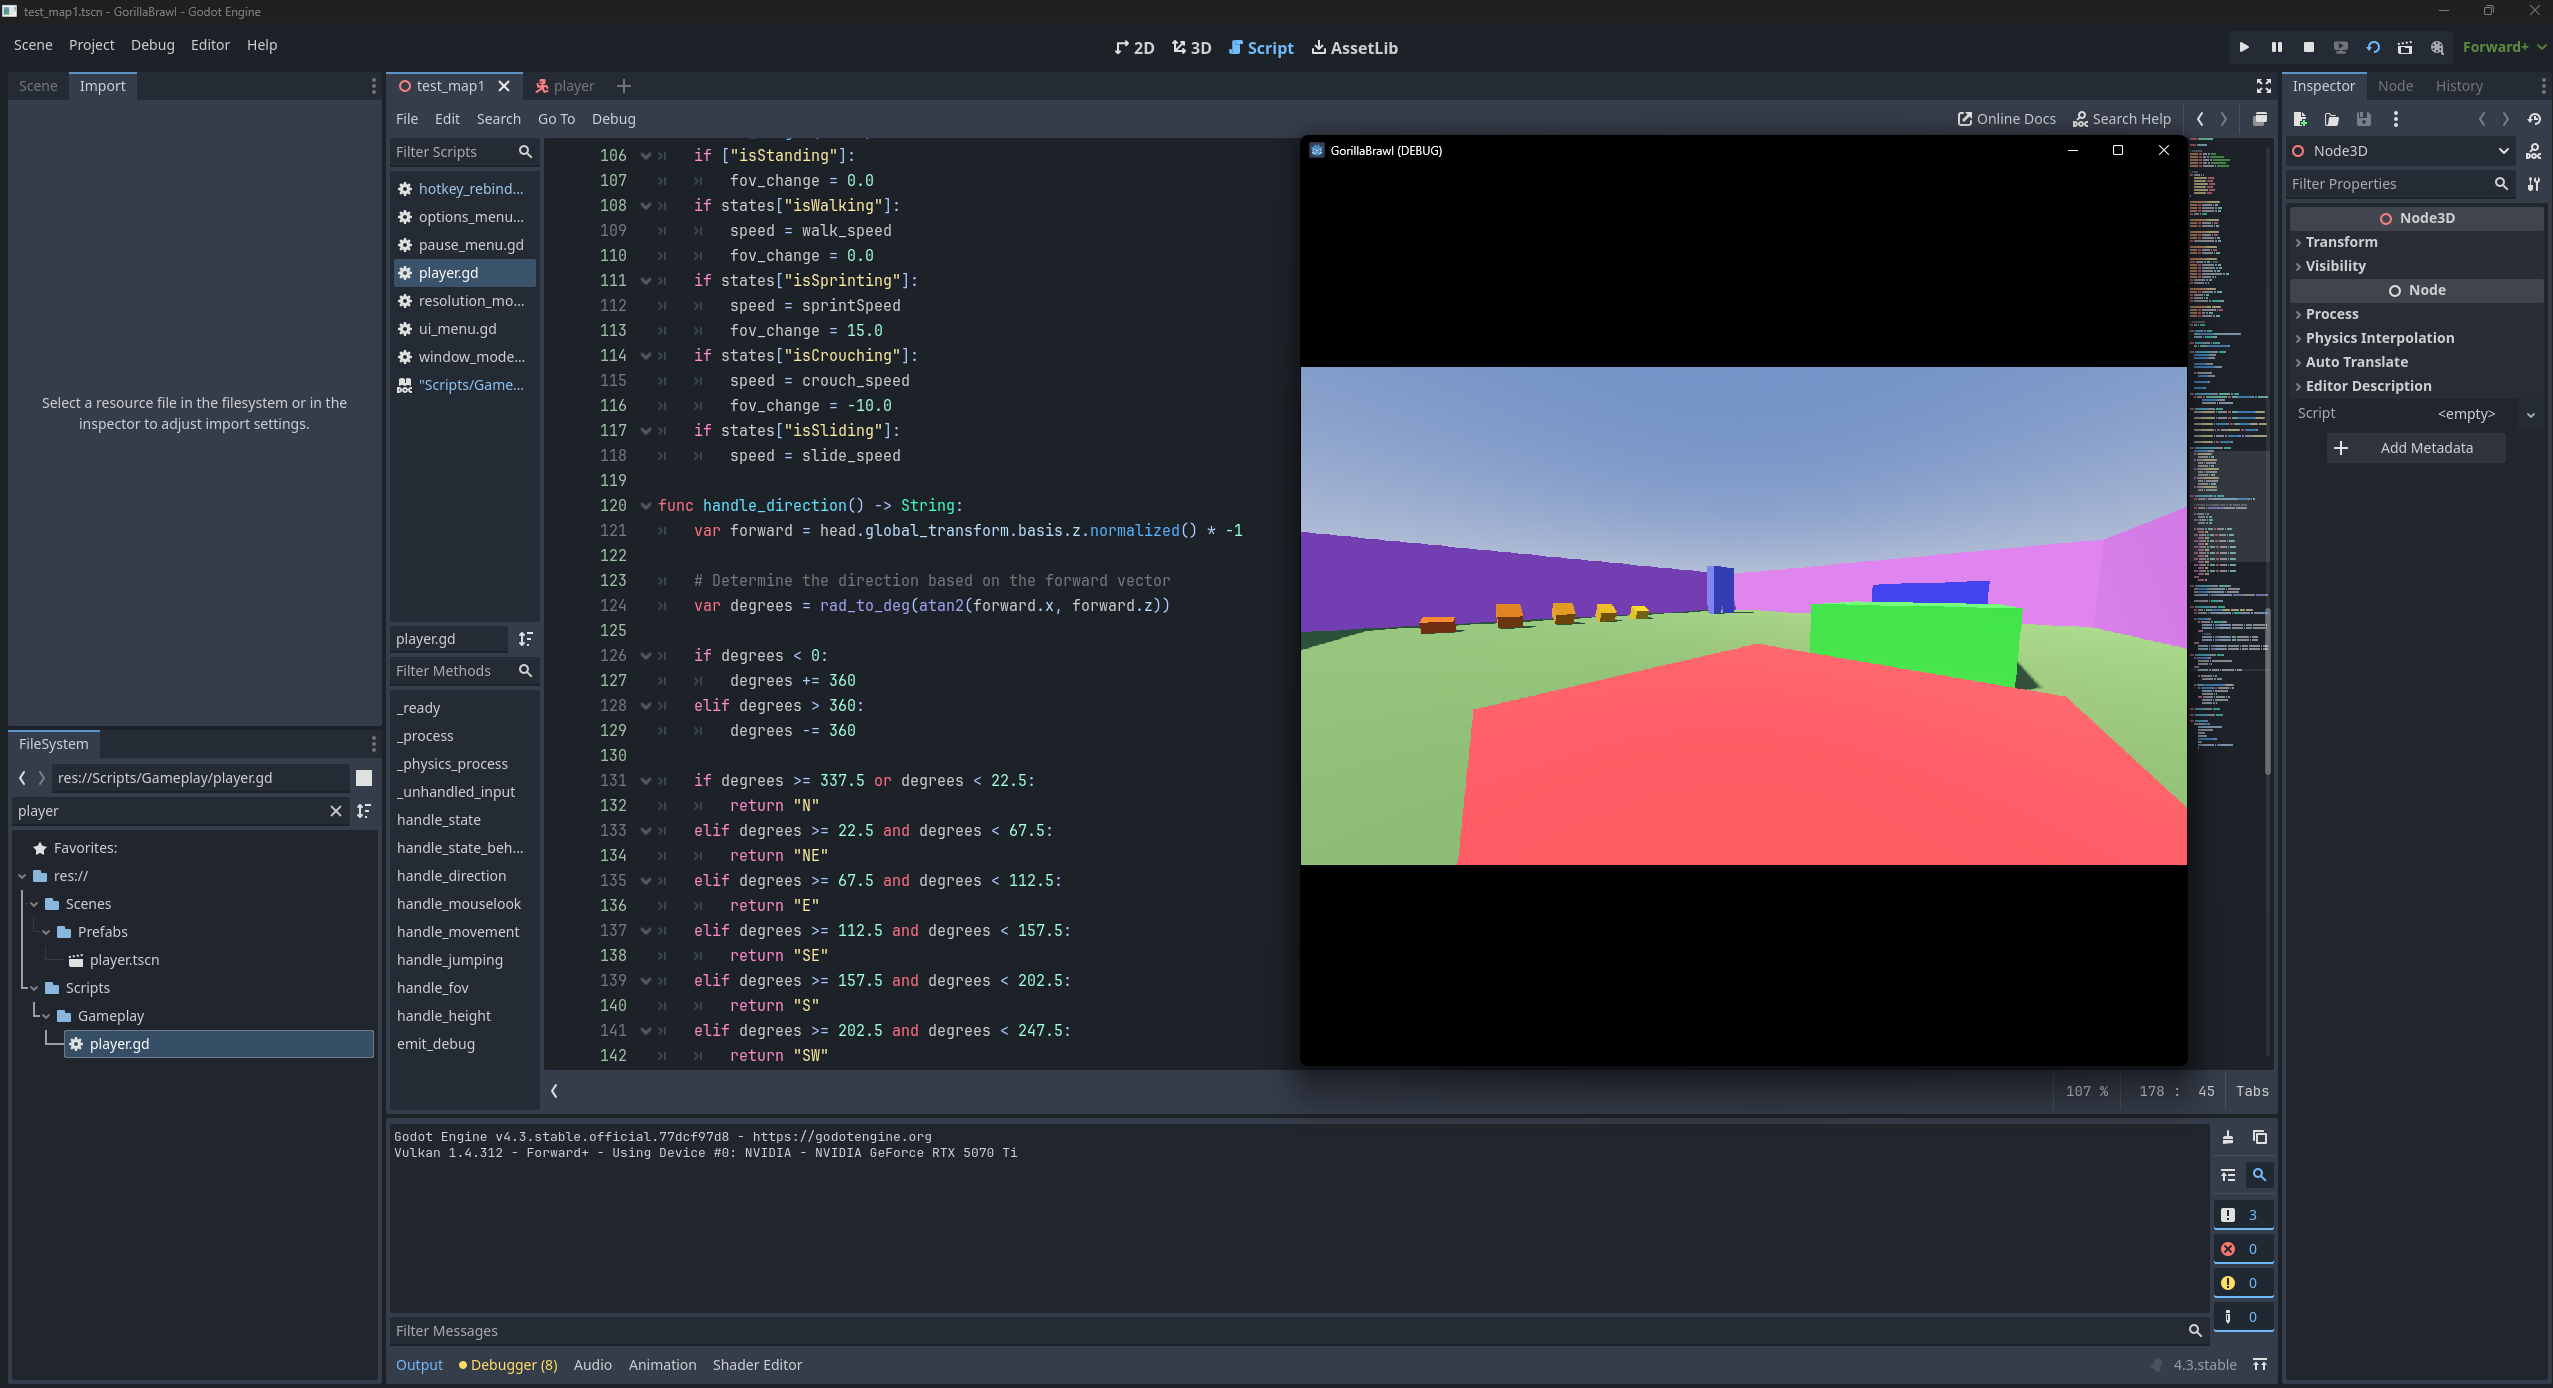 test_map1.tscn - GorillaBrawl - Godot Engine
Scene Project Debug Editor Help
2D 3D Script AssetLib
Forward+
Scene Import
test_map1 player
Inspector Node History
File Edit Search Go To Debug
Online Docs Search Help
Filter Scripts
hotkey_rebind...
options_menu...
pause_menu.gd
player.gd
resolution_mo...
ui_menu.gd
window_mode...
"Scripts/Game...
player.gd
Filter Methods
_ready
_process
_physics_process
_unhandled_input
handle_state
handle_state_beh...
handle_direction
handle_mouselook
handle_movement
handle_jumping
handle_fov
handle_height
emit_debug
106 if ["isStanding"]:
107 fov_change = 0.0
108 if states["isWalking"]:
109 speed = walk_speed
110 fov_change = 0.0
111 if states["isSprinting"]:
112 speed = sprintSpeed
113 fov_change = 15.0
114 if states["isCrouching"]:
115 speed = crouch_speed
116 fov_change = -10.0
117 if states["isSliding"]:
118 speed = slide_speed
119
120 func handle_direction() -> String:
121 var forward = head.global_transform.basis.z.normalized() * -1
122
123 # Determine the direction based on the forward vector
124 var degrees = rad_to_deg(atan2(forward.x, forward.z))
125
126 if degrees < 0:
127 degrees += 360
128 elif degrees > 360:
129 degrees -= 360
130
131 if degrees >= 337.5 or degrees < 22.5:
132 return "N"
133 elif degrees >= 22.5 and degrees < 67.5:
134 return "NE"
135 elif degrees >= 67.5 and degrees < 112.5:
136 return "E"
137 elif degrees >= 112.5 and degrees < 157.5:
138 return "SE"
139 elif degrees >= 157.5 and degrees < 202.5:
140 return "S"
141 elif degrees >= 202.5 and degrees < 247.5:
142 return "SW"
GorillaBrawl (DEBUG)
Select a resource file in the filesystem or in the
inspector to adjust import settings.
FileSystem
res://Scripts/Gameplay/player.gd
player
Favorites:
res://
Scenes
Prefabs
player.tscn
Scripts
Gameplay
player.gd
107 % 178 : 45 Tabs
Godot Engine v4.3.stable.official.77dcf97d8 - https://godotengine.org
Vulkan 1.4.312 - Forward+ - Using Device #0: NVIDIA - NVIDIA GeForce RTX 5070 Ti
3
0
0
0
Filter Messages
Output Debugger (8) Audio Animation Shader Editor
4.3.stable
Node3D
Filter Properties
Node3D
Transform
Visibility
Node
Process
Physics Interpolation
Auto Translate
Editor Description
Script <empty>
Add Metadata